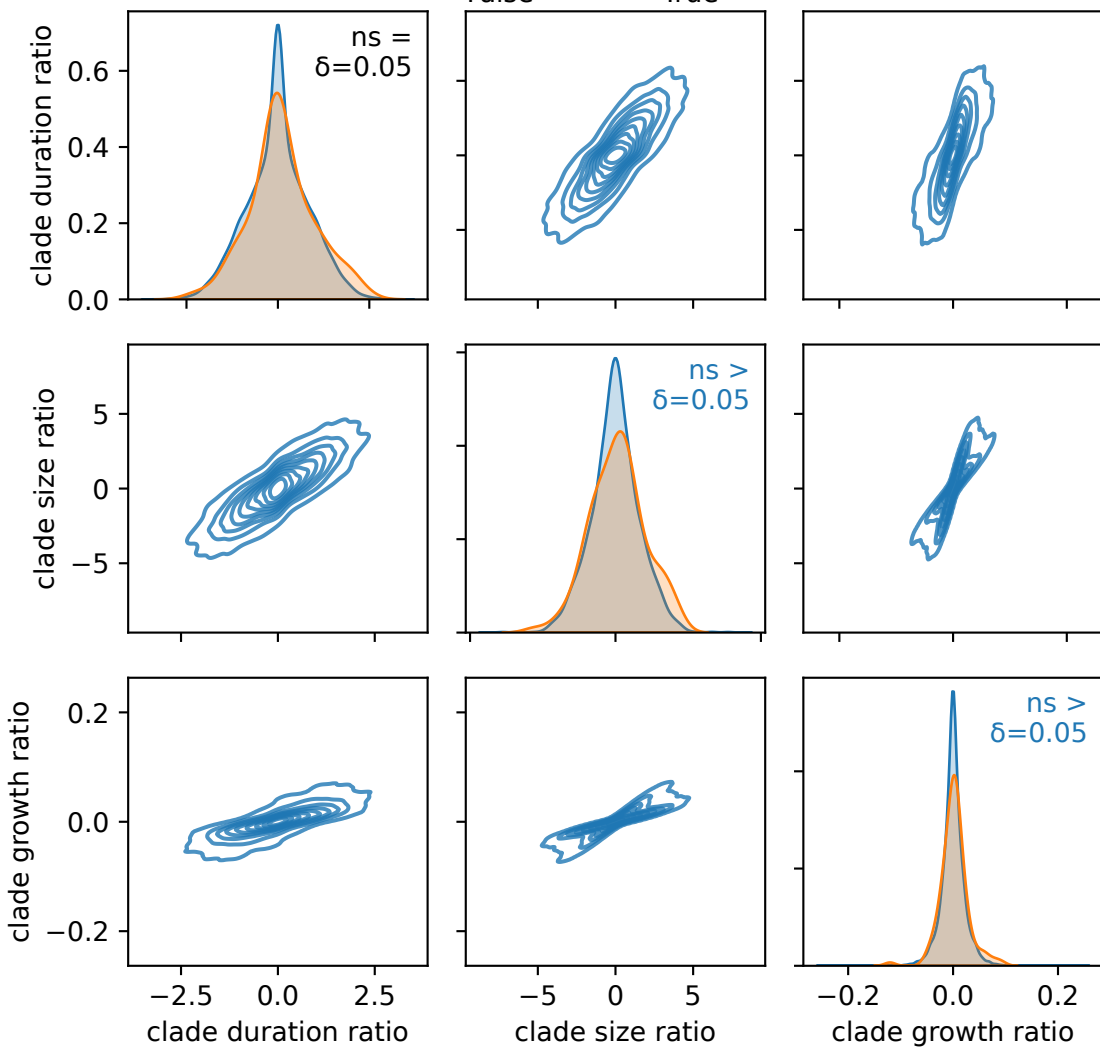 clade duration ratio
0.6
0.4
0.2
0.0
ns =
δ=0.05
clade size ratio
5
0
−5
ns >
δ=0.05
clade growth ratio
0.2
0.0
−0.2
ns >
δ=0.05
−2.5 0.0 2.5
−5 0 5
−0.2 0.0 0.2
clade duration ratio
clade size ratio
clade growth ratio